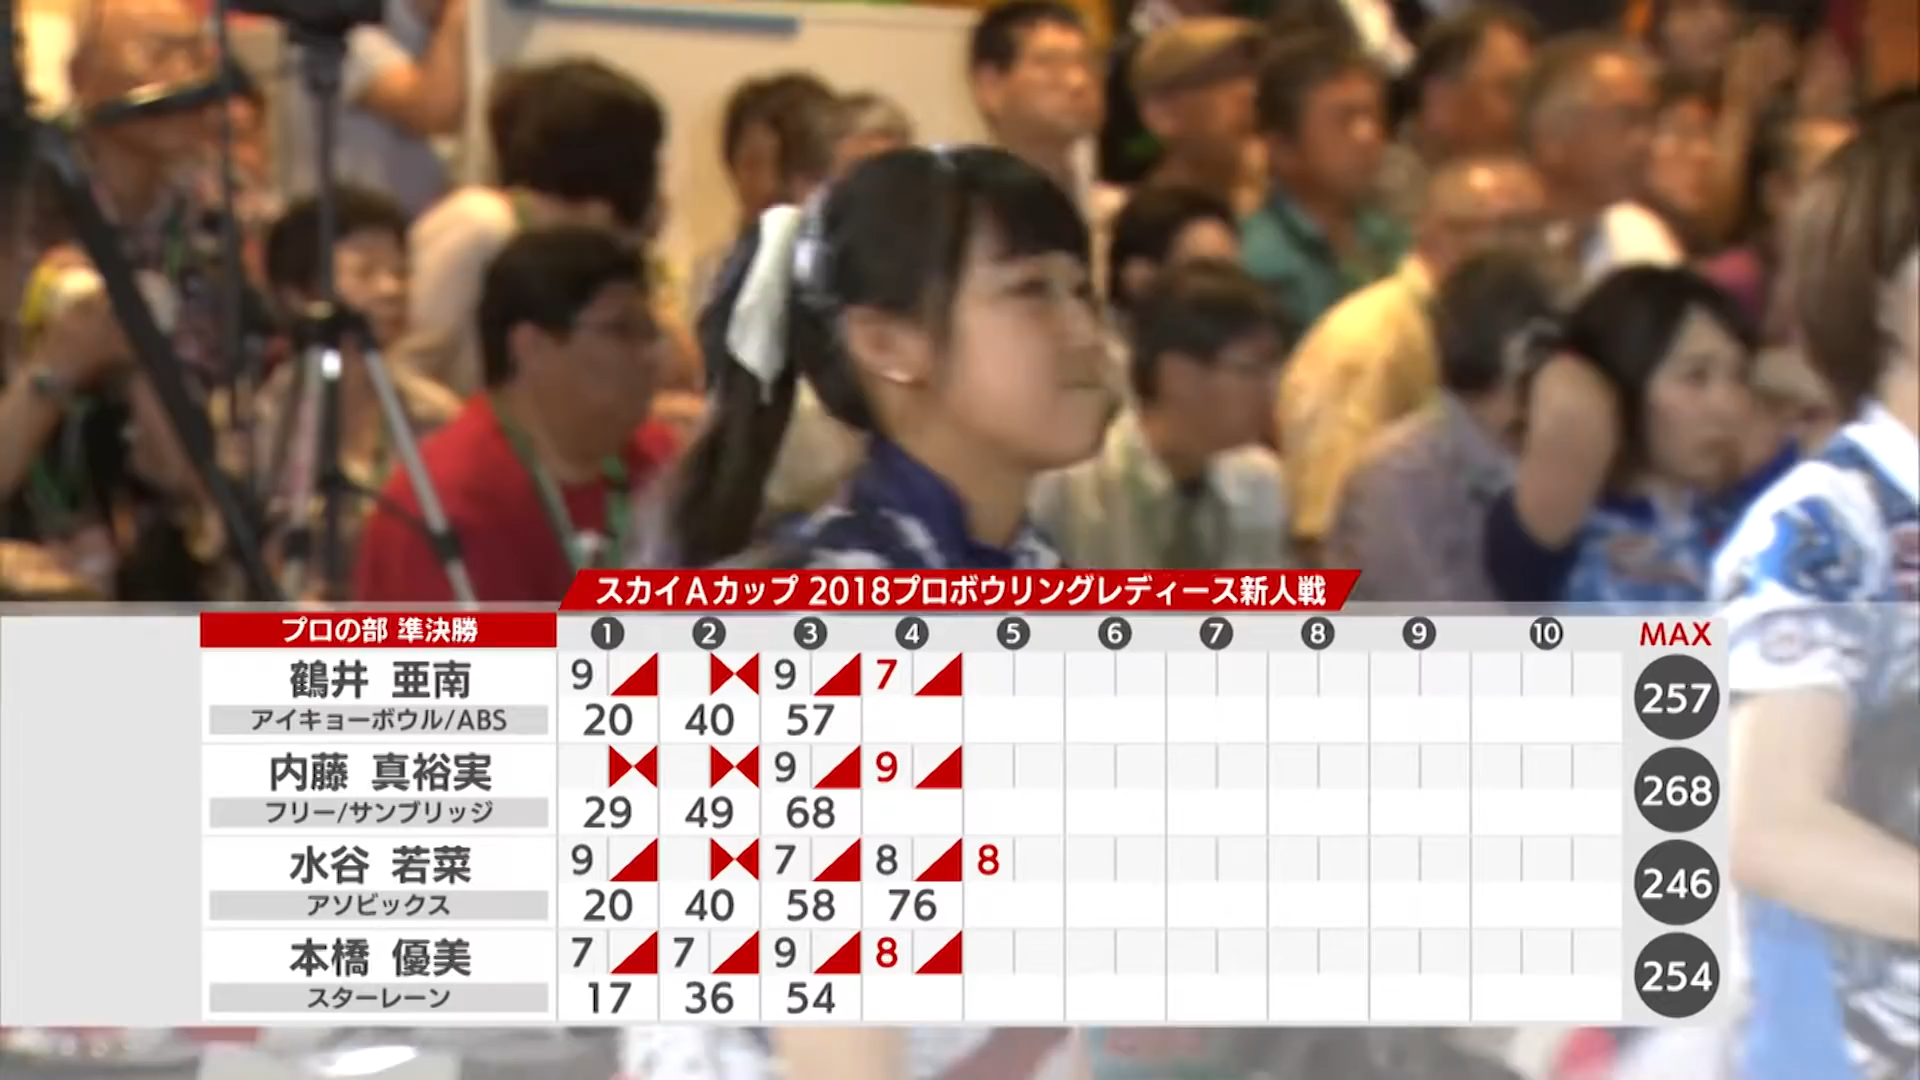 スカイAカップ 2018プロボウリングレディース新人戦
プロの部 準決勝 1 2 3 4 5 6 7 8 9 10 MAX
鶴井 亜南 9 9 7
アイキョーボウル/ABS 20 40 57 257
内藤 真裕実 9 9
フリー/サンブリッジ 29 49 68 268
水谷 若菜 9 7 8 8
アソビックス 20 40 58 76 246
本橋 優美 7 7 9 8
スターレーン 17 36 54 254